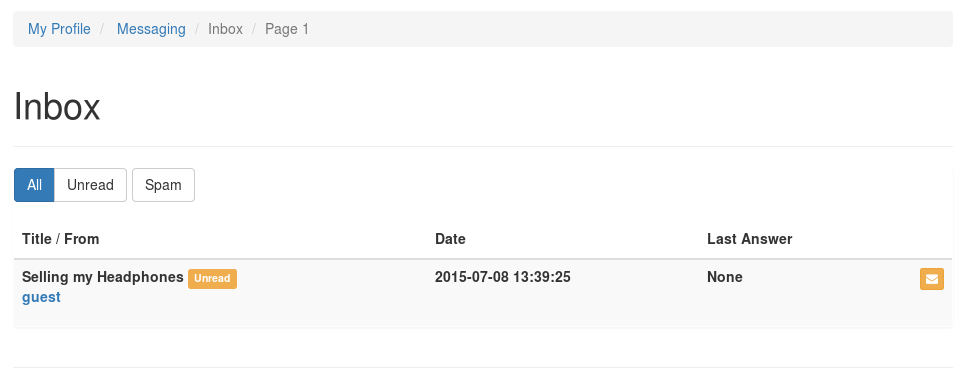 My Profile / Messaging / Inbox / Page 1
Inbox
All Unread Spam
Title / From Date Last Answer
Selling my Headphones Unread 2015-07-08 13:39:25 None
guest